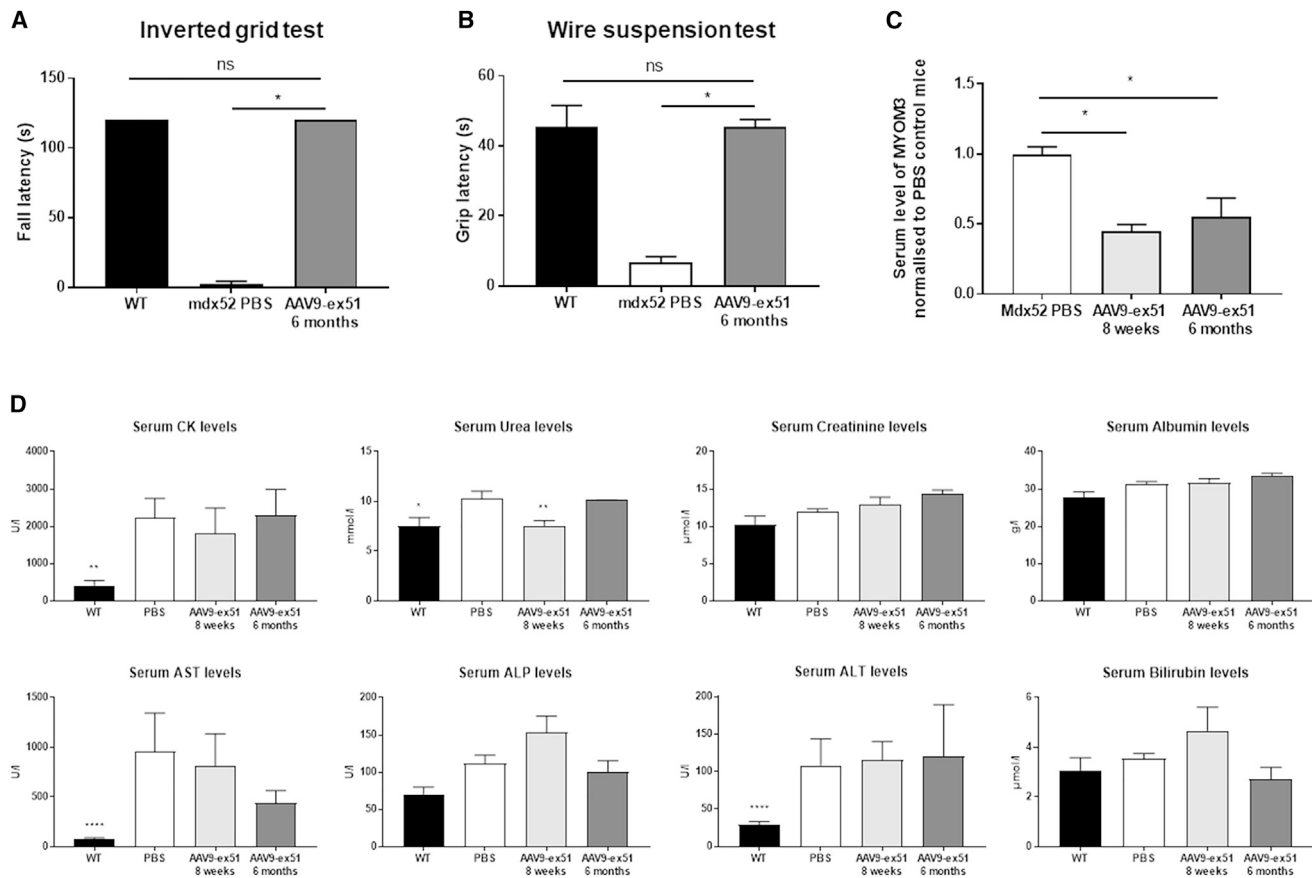 A
Inverted grid test
Fall latency (s)
150
100
50
0
ns
*
WT
mdx52 PBS
AAV9-ex51
6 months
B
Wire suspension test
Grip latency (s)
60
40
20
0
ns
*
WT
mdx52 PBS
AAV9-ex51
6 months
C
Serum level of MYOM3
normalised to PBS control mice
1.5
1.0
0.5
0.0
*
*
Mdx52 PBS
AAV9-ex51
8 weeks
AAV9-ex51
6 months
D
Serum CK levels
U/l
4000
3000
2000
1000
0
**
WT
PBS
AAV9-ex51
8 weeks
AAV9-ex51
6 months
Serum Urea levels
mmol/l
15
10
5
0
*
**
WT
PBS
AAV9-ex51
8 weeks
AAV9-ex51
6 months
Serum Creatinine levels
µmol/l
20
15
10
5
0
WT
PBS
AAV9-ex51
8 weeks
AAV9-ex51
6 months
Serum Albumin levels
g/l
40
30
20
10
0
WT
PBS
AAV9-ex51
8 weeks
AAV9-ex51
6 months
Serum AST levels
U/l
1500
1000
500
0
****
WT
PBS
AAV9-ex51
8 weeks
AAV9-ex51
6 months
Serum ALP levels
U/l
200
150
100
50
0
WT
PBS
AAV9-ex51
8 weeks
AAV9-ex51
6 months
Serum ALT levels
U/l
200
150
100
50
0
****
WT
PBS
AAV9-ex51
8 weeks
AAV9-ex51
6 months
Serum Bilirubin levels
µmol/l
6
4
2
0
WT
PBS
AAV9-ex51
8 weeks
AAV9-ex51
6 months